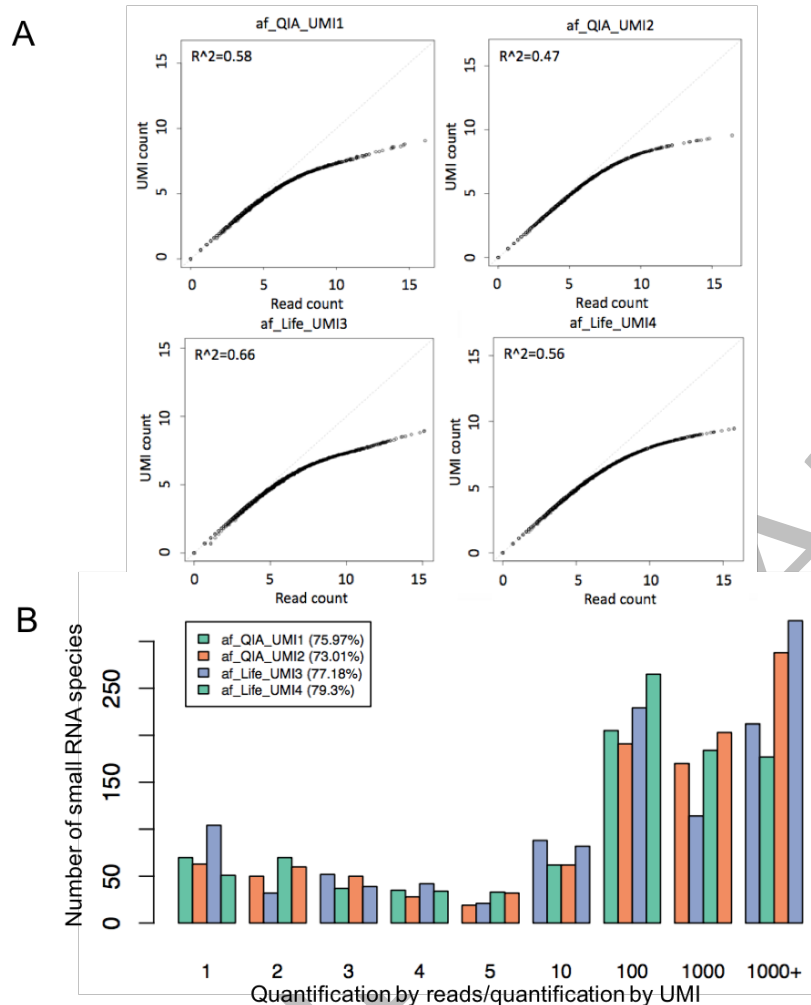 A
af_QIA_UMI1
af_QIA_UMI2
R^2=0.58
R^2=0.47
UMI count
0 5 10 15
0 5 10 15
Read count
UMI count
0 5 10 15
0 5 10 15
Read count
af_Life_UMI3
af_Life_UMI4
R^2=0.66
R^2=0.56
UMI count
0 5 10 15
0 5 10 15
Read count
UMI count
0 5 10 15
0 5 10 15
Read count
B
af_QIA_UMI1 (75.97%)
af_QIA_UMI2 (73.01%)
af_Life_UMI3 (77.18%)
af_Life_UMI4 (79.3%)
Number of small RNA species
0 50 150 250
1 2 3 4 5 10 100 1000 1000+
Quantification by reads/quantification by UMI